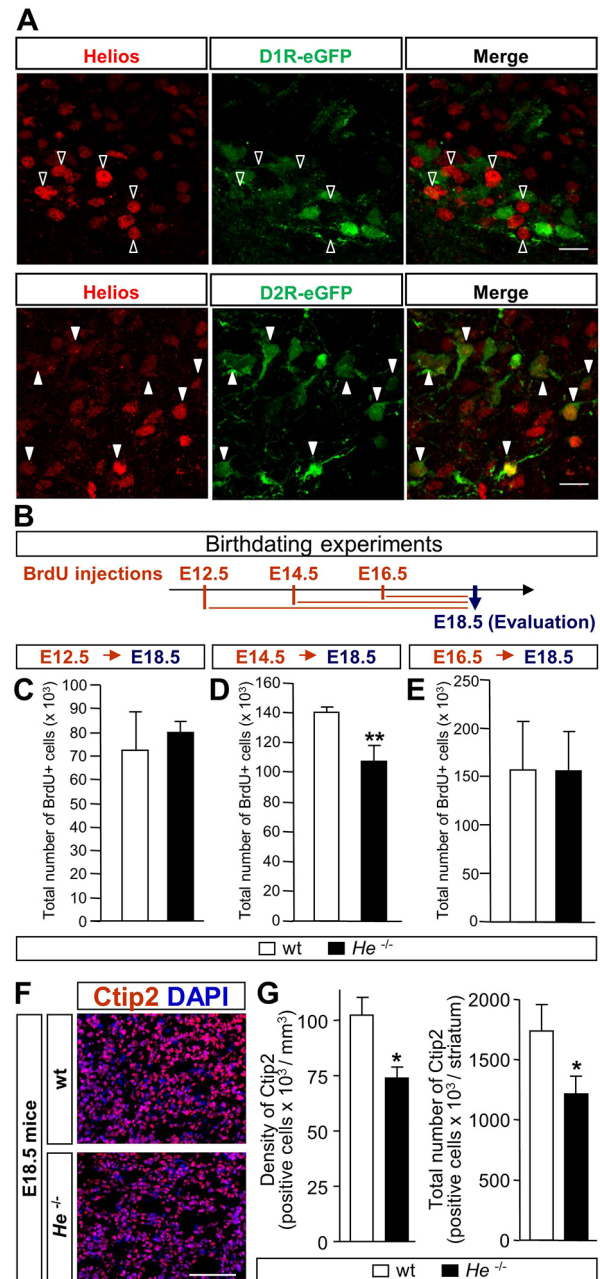 A
Helios D1R-eGFP Merge
Helios D2R-eGFP Merge
B
Birthdating experiments
BrdU injections E12.5 E14.5 E16.5
E18.5 (Evaluation)
E12.5 E18.5 E14.5 E18.5 E16.5 E18.5
C
Total number of BrdU+ cells (x 10³)
100
90
80
70
60
50
40
30
20
10
0
D
Total number of BrdU+ cells (x 10³)
160
140
120
100
80
60
40
20
0
**
E
Total number of BrdU+ cells (x 10³)
250
200
150
100
50
0
wt He -/-
F
Ctip2 DAPI
E18.5 mice
wt
He -/-
G
Density of Ctip2
(positive cells x 10³ / mm³)
100
75
50
25
0
*
Total number of Ctip2
(positive cells x 10³ / striatum)
2000
1500
1000
500
0
*
wt He -/-